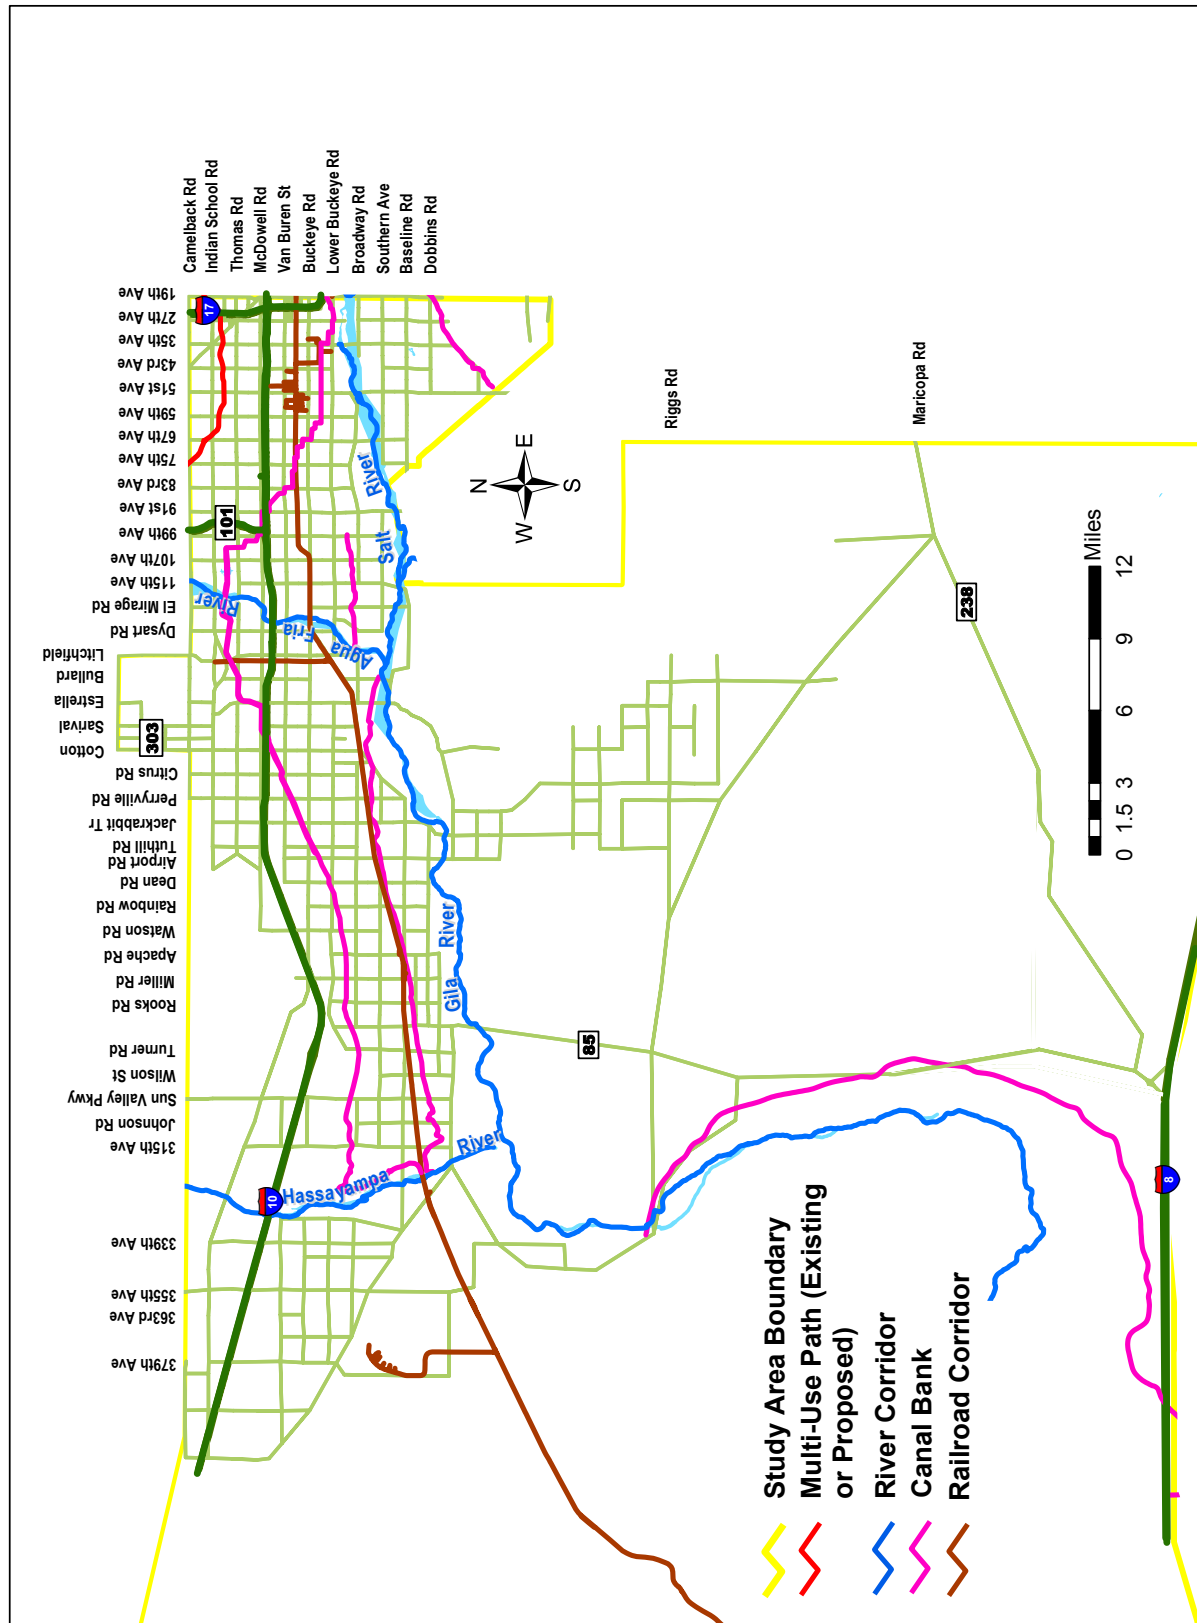 Camelback Rd
Indian School Rd
Thomas Rd
McDowell Rd
Van Buren St
Buckeye Rd
Lower Buckeye Rd
Broadway Rd
Southern Ave
Baseline Rd
Dobbins Rd
19th Ave
27th Ave
35th Ave
43rd Ave
51st Ave
59th Ave
67th Ave
75th Ave
83rd Ave
91st Ave
99th Ave
107th Ave
115th Ave
El Mirage Rd
Dysart Rd
Litchfield
Bullard
Estrella
Sarival
Cotton
Citrus Rd
Perryville Rd
Jackrabbit Tr
Tuthill Rd
Airport Rd
Dean Rd
Rainbow Rd
Watson Rd
Apache Rd
Miller Rd
Rooks Rd
Turner Rd
Wilson St
Sun Valley Pkwy
Johnson Rd
315th Ave
339th Ave
355th Ave
363rd Ave
379th Ave
17
101
303
10
85
238
8
Riggs Rd
Maricopa Rd
Salt
River
Agua
Fria
River
Gila
River
Hassayampa
River
N
E
S
W
0 1.5 3 6 9 12
Miles
Study Area Boundary
Multi-Use Path (Existing
or Proposed)
River Corridor
Canal Bank
Railroad Corridor